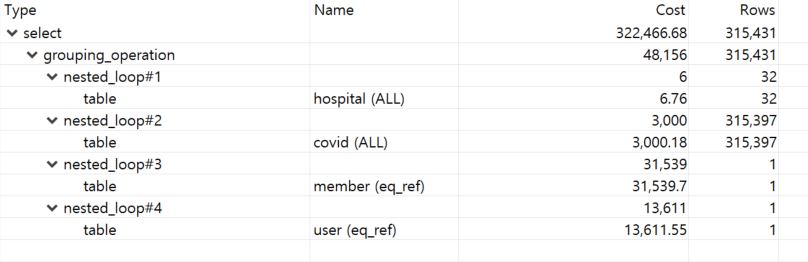 Type Name Cost Rows
select 322,466.68 315,431
grouping_operation 48,156 315,431
nested_loop#1 6 32
table hospital (ALL) 6.76 32
nested_loop#2 3,000 315,397
table covid (ALL) 3,000.18 315,397
nested_loop#3 31,539 1
table member (eq_ref) 31,539.7 1
nested_loop#4 13,611 1
table user (eq_ref) 13,611.55 1